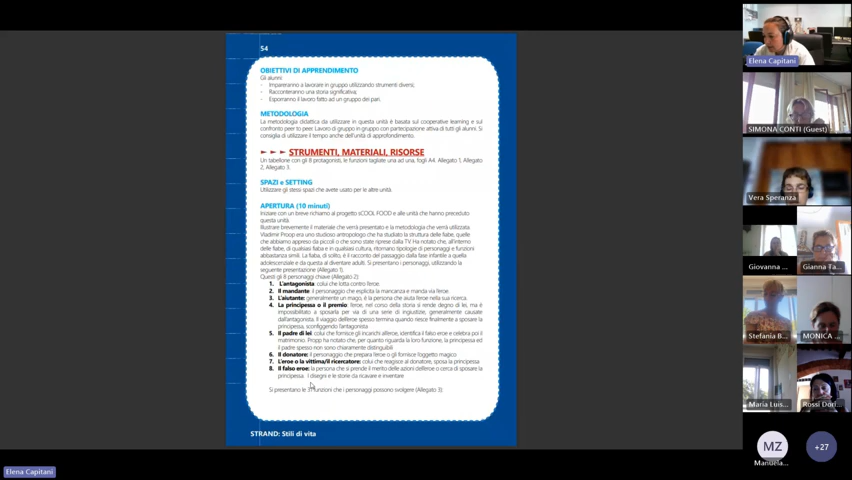 54
OBIETTIVI DI APPRENDIMENTO
Gli alunni:
- Impareranno a lavorare in gruppo utilizzando strumenti diversi;
- Racconteranno una storia significativa;
- Esporranno il lavoro fatto ad un gruppo dei pari.
METODOLOGIA
La metodologia didattica da utilizzare in questa unità è basata sul cooperative learning e sul
confronto peer to peer. Lavoro di gruppo in gruppo con partecipazione attiva di tutti gli alunni. Si
consiglia di utilizzare il tempo anche dell'unità di approfondimento.
► ► ► STRUMENTI, MATERIALI, RISORSE
Un tabellone con gli 8 protagonisti, le funzioni tagliate una ad una, fogli A4. Allegato 1, Allegato
2, Allegato 3.
SPAZI e SETTING
Utilizzare gli stessi spazi che avete usato per le altre unità.
APERTURA (10 minuti)
Iniziare con un breve richiamo al progetto sCOOL FOOD e alle unità che hanno preceduto
questa unità.
Illustrare brevemente il materiale che verrà presentato e la metodologia che verrà utilizzata.
Vladimir Proop era uno studioso antropologo che ha studiato la struttura delle fiabe, quelle
che abbiamo appreso da piccoli o che sono state riprese dalla TV. Ha notato che, all'interno
delle fiabe, di qualsiasi fiaba e in qualsiasi cultura, ritornano tipologie di personaggi e funzioni
abbastanza simili. La fiaba, di solito, è il racconto del passaggio dalla fase infantile a quella
adolescenziale e da questa al diventare adulti. Si presentano i personaggi, utilizzando la
seguente presentazione (Allegato 1).
Questi gli 8 personaggi chiave (Allegato 2):
1. L'antagonista: colui che lotta contro l'eroe.
2. Il mandante: il personaggio che esplicita la mancanza e manda via l'eroe.
3. L'aiutante: generalmente un mago, è la persona che aiuta l'eroe nella sua ricerca.
4. La principessa o il premio: l'eroe, nel corso della storia, si rende degno di lei, ma è
impossibilitato a sposarla per via di una serie di ingiustizie, generalmente causate
dall'antagonista. Il viaggio dell'eroe spesso termina quando riesce finalmente a sposare la
principessa, sconfiggendo l'antagonista
5. Il padre di lei: colui che fornisce gli incarichi all'eroe, identifica il falso eroe e celebra poi il
matrimonio. Propp ha notato che, per quanto riguarda la loro funzione, la principessa ed
il padre spesso non sono chiaramente distinguibili
6. Il donatore: il personaggio che prepara l'eroe o gli fornisce l'oggetto magico
7. L'eroe o la vittima/il ricercatore: colui che reagisce al donatore, sposa la principessa
8. Il falso eroe: la persona che si prende il merito delle azioni dell'eroe o cerca di sposare la
principessa i disegni e le storie da ricavare e inventare
Si presentano le 31 funzioni che i personaggi possono svolgere (Allegato 3):
STRAND: Stili di vita
Elena Capitani
Elena Capitani
SIMONA CONTI (Guest)
Vera Speranza
Giovanna ...
Gianna Ta...
Stefania B...
MONICA
Maria Luis...
Rossi Dori...
MZ
Manuela...
+27